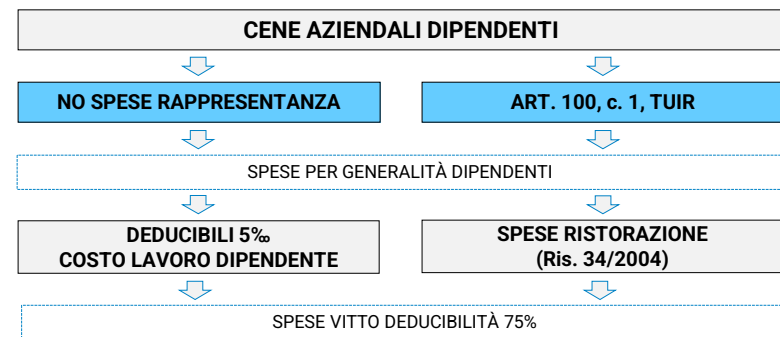 CENE AZIENDALI DIPENDENTI
NO SPESE RAPPRESENTANZA
ART. 100, c. 1, TUIR
SPESE PER GENERALITÀ DIPENDENTI
DEDUCIBILI 5‰
COSTO LAVORO DIPENDENTE
SPESE RISTORAZIONE
(Ris. 34/2004)
SPESE VITTO DEDUCIBILITÀ 75%